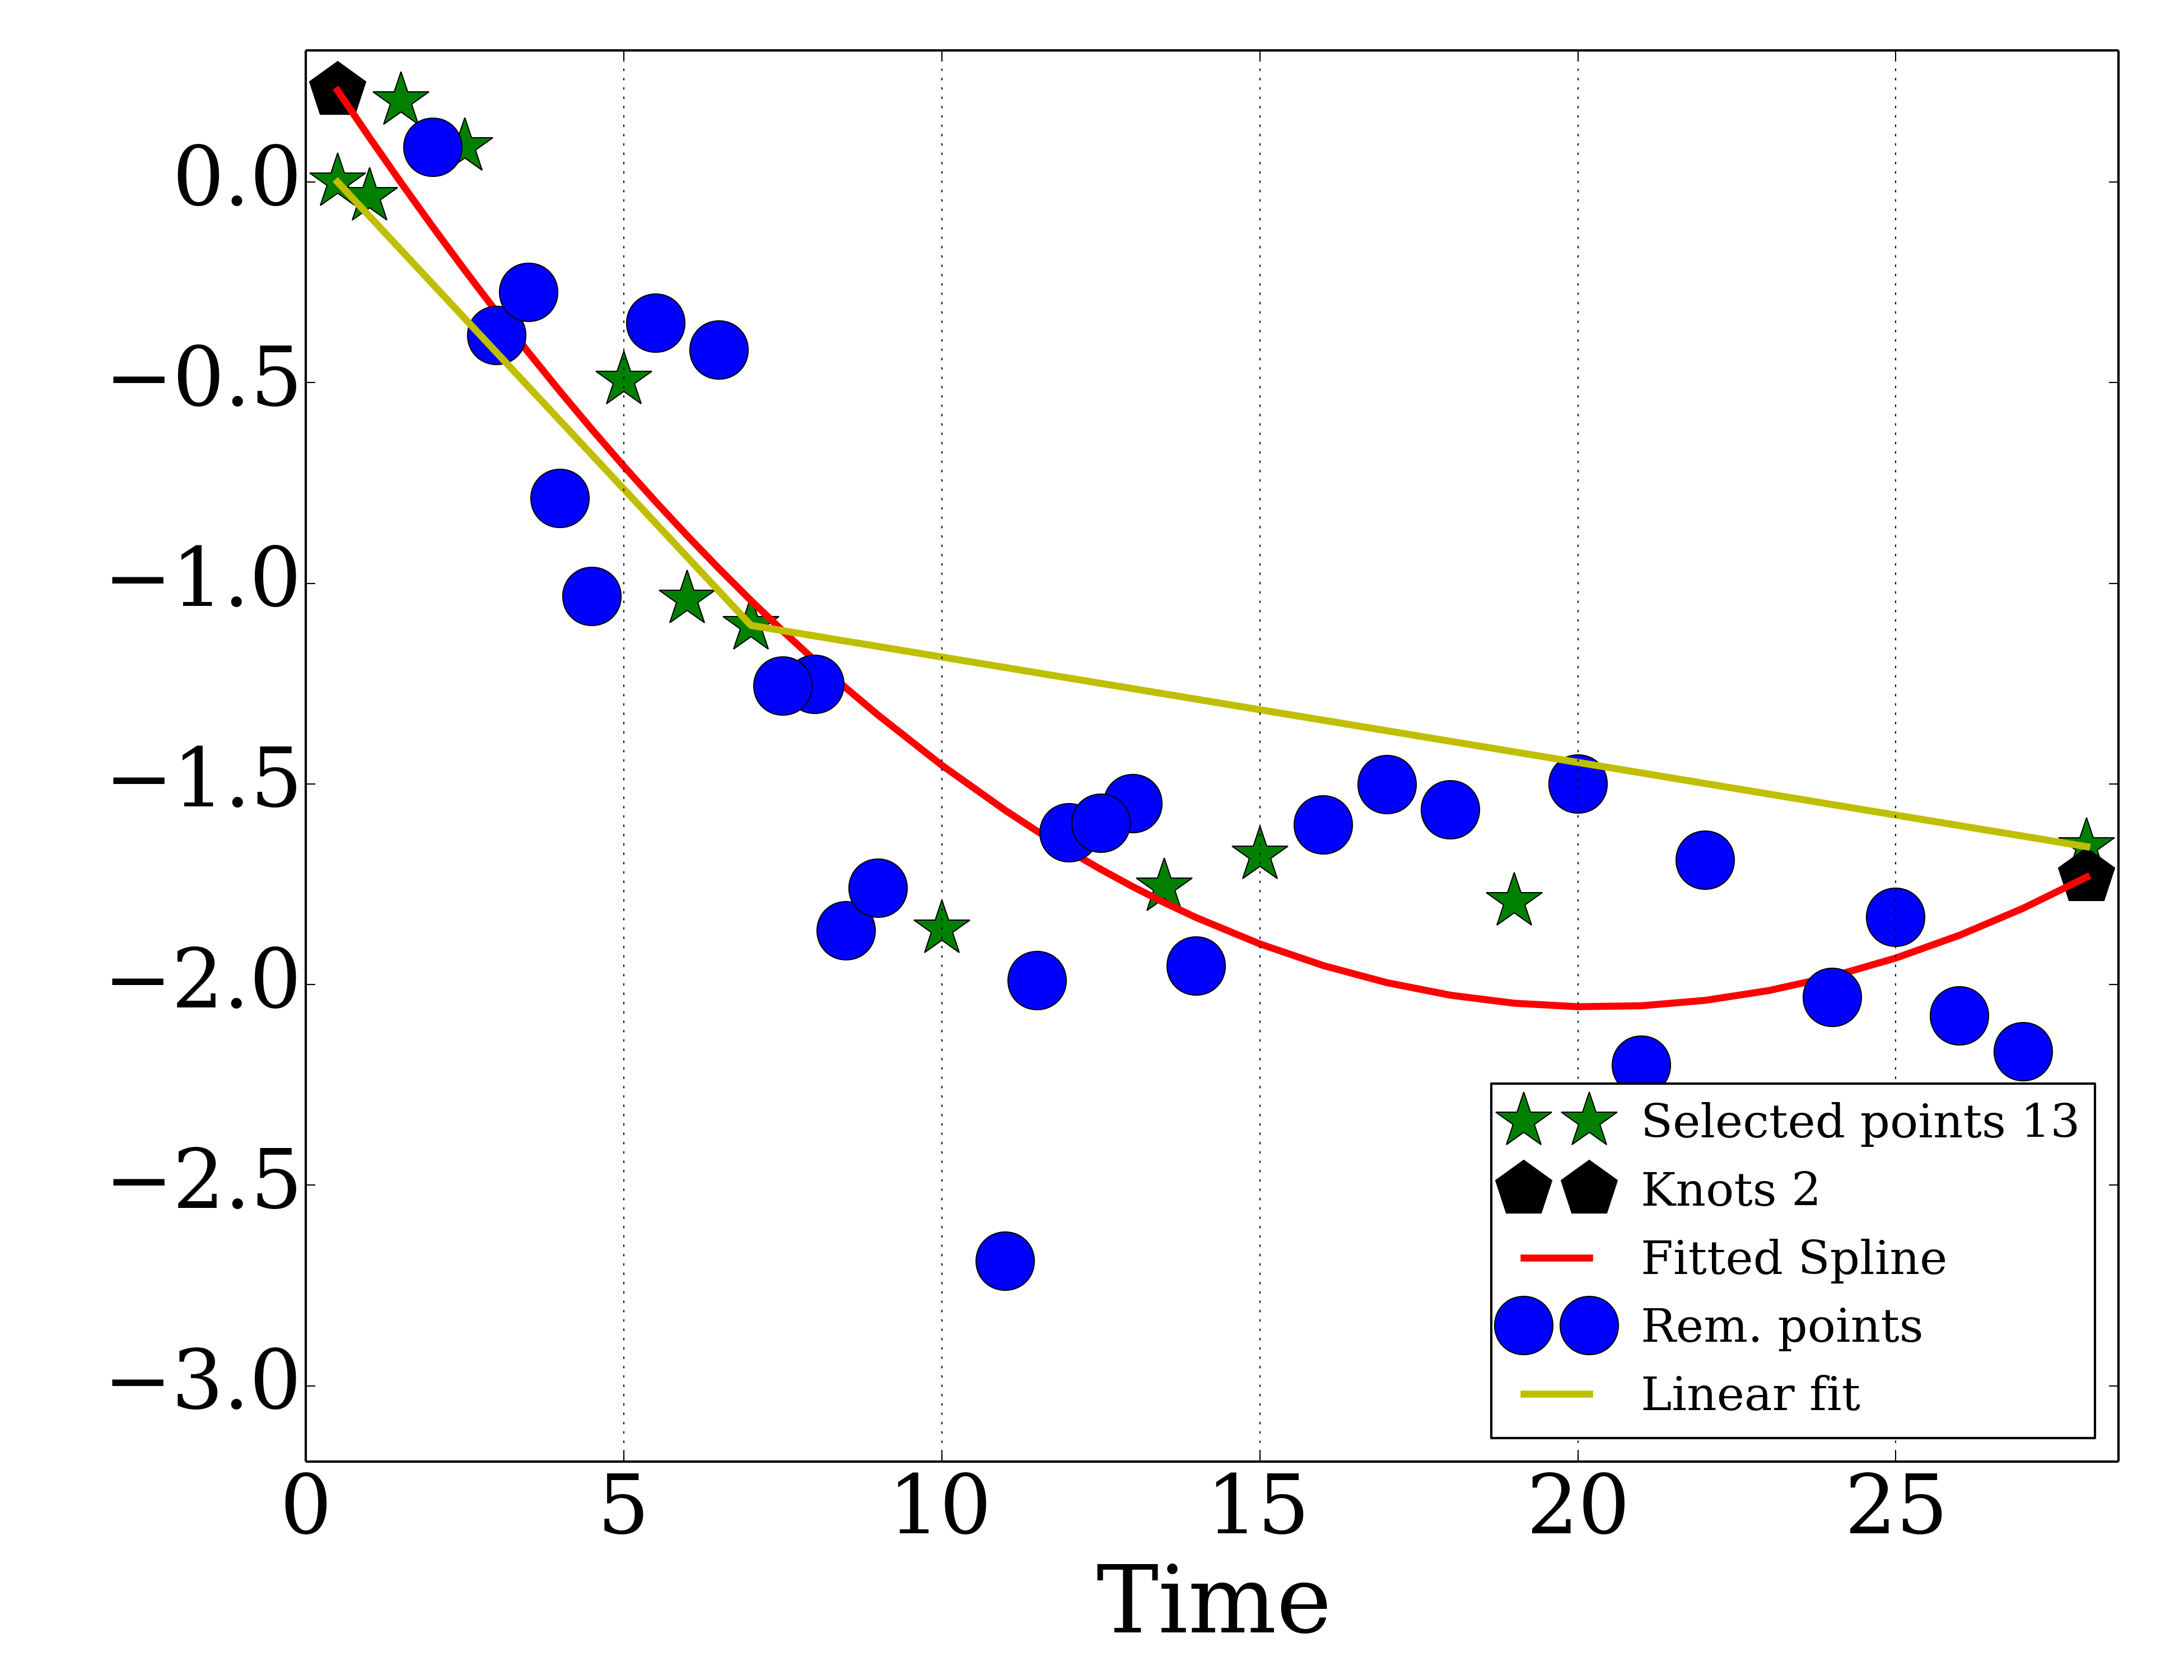 0.0
−0.5
−1.0
−1.5
−2.0
−2.5
−3.0
Selected points 13
Knots 2
Fitted Spline
Rem. points
Linear fit
0 5 10 15 20 25
Time